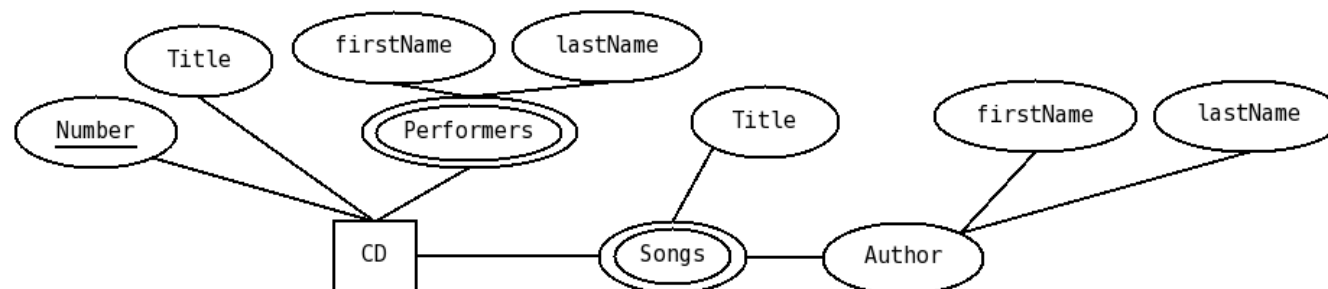 firstName
lastName
Title
Number
Performers
Title
firstName
lastName
CD
Songs
Author